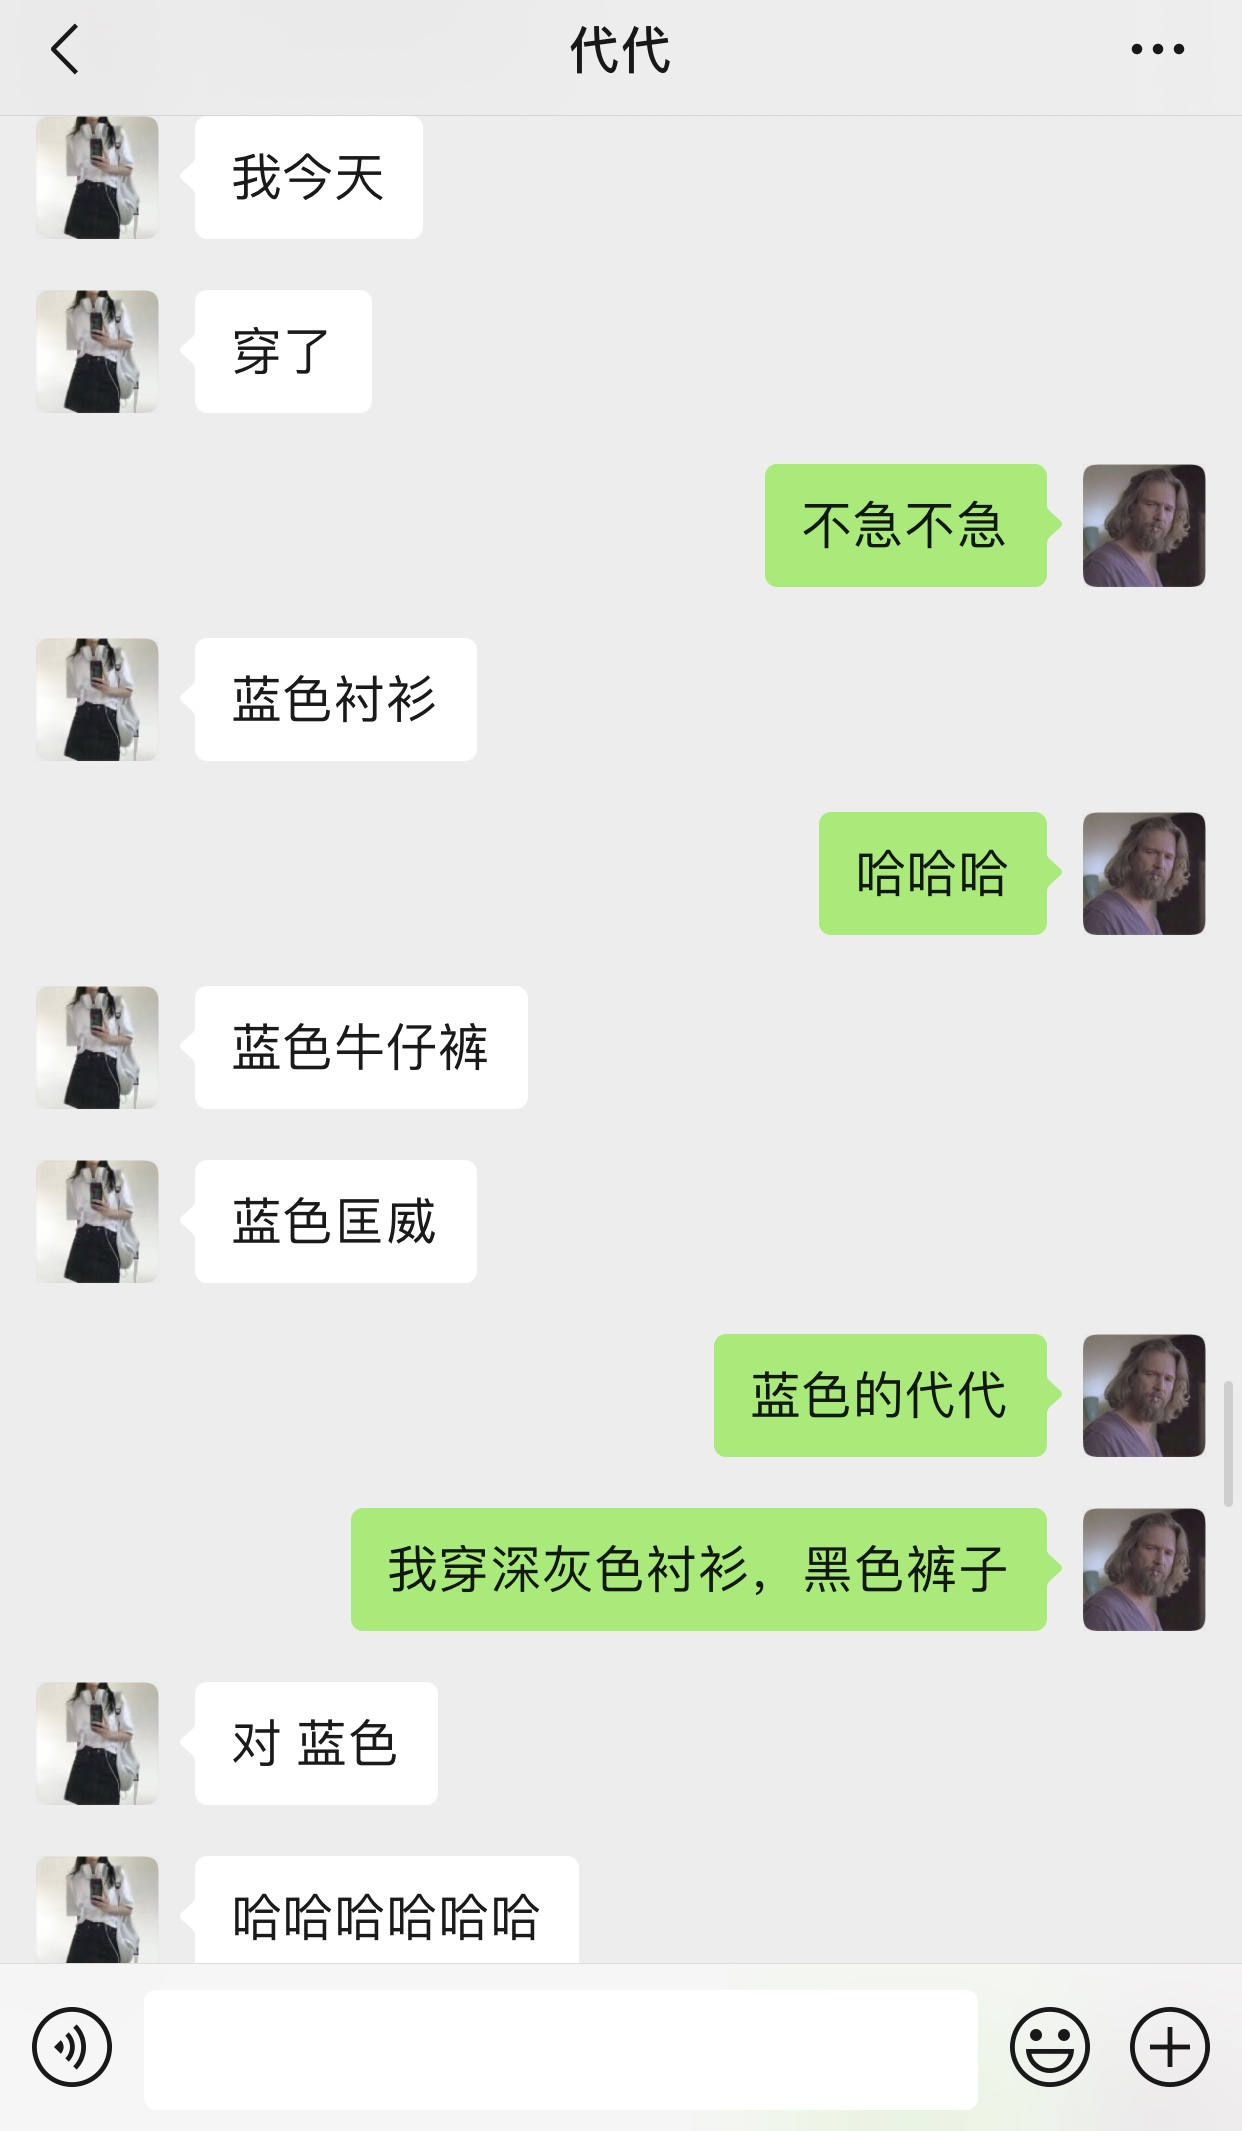 代代
我今天
穿了
不急不急
蓝色衬衫
哈哈哈
蓝色牛仔裤
蓝色匡威
蓝色的代代
我穿深灰色衬衫，黑色裤子
对 蓝色
哈哈哈哈哈哈